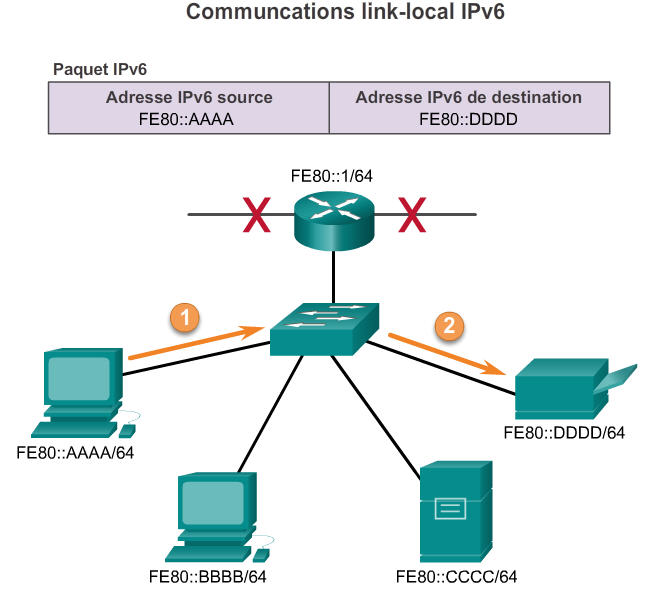 Communcations link-local IPv6
Paquet IPv6
Adresse IPv6 source
FE80::AAAA
Adresse IPv6 de destination
FE80::DDDD
FE80::1/64
X
X
1
2
FE80::AAAA/64
FE80::DDDD/64
FE80::BBBB/64
FE80::CCCC/64